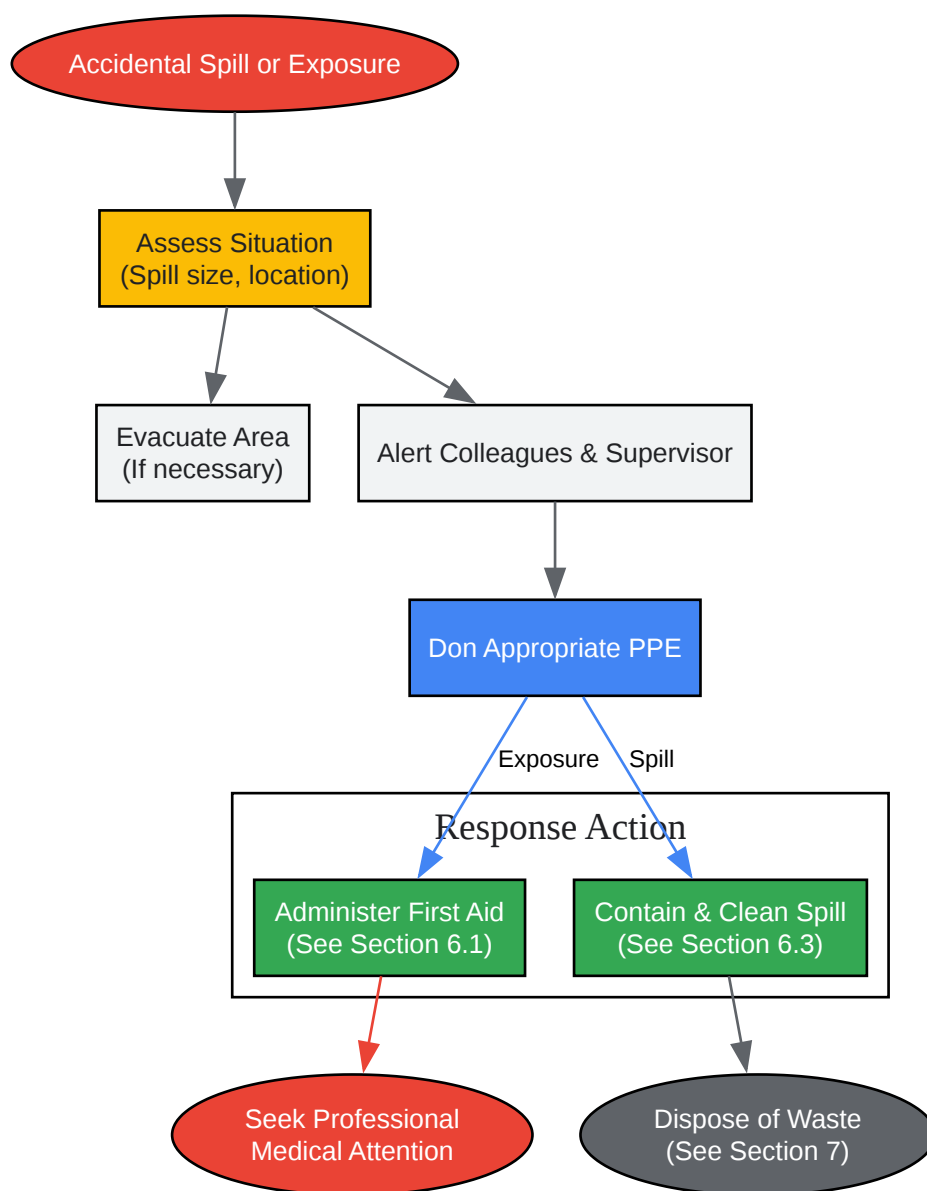 Accidental Spill or Exposure
Assess Situation
(Spill size, location)
Evacuate Area
(If necessary)
Alert Colleagues & Supervisor
Don Appropriate PPE
Exposure
Spill
Response Action
Administer First Aid
(See Section 6.1)
Contain & Clean Spill
(See Section 6.3)
Seek Professional
Medical Attention
Dispose of Waste
(See Section 7)